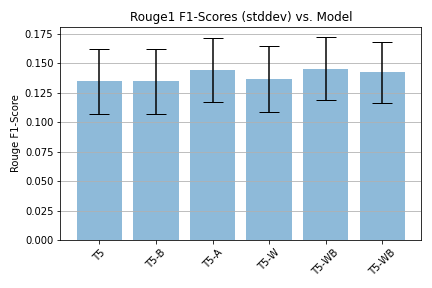 Rouge1 F1-Scores (stddev) vs. Model
Rouge F1-Score
0.175
0.150
0.125
0.100
0.075
0.050
0.025
0.000
T5
T5-B
T5-A
T5-W
T5-WB
T5-WB